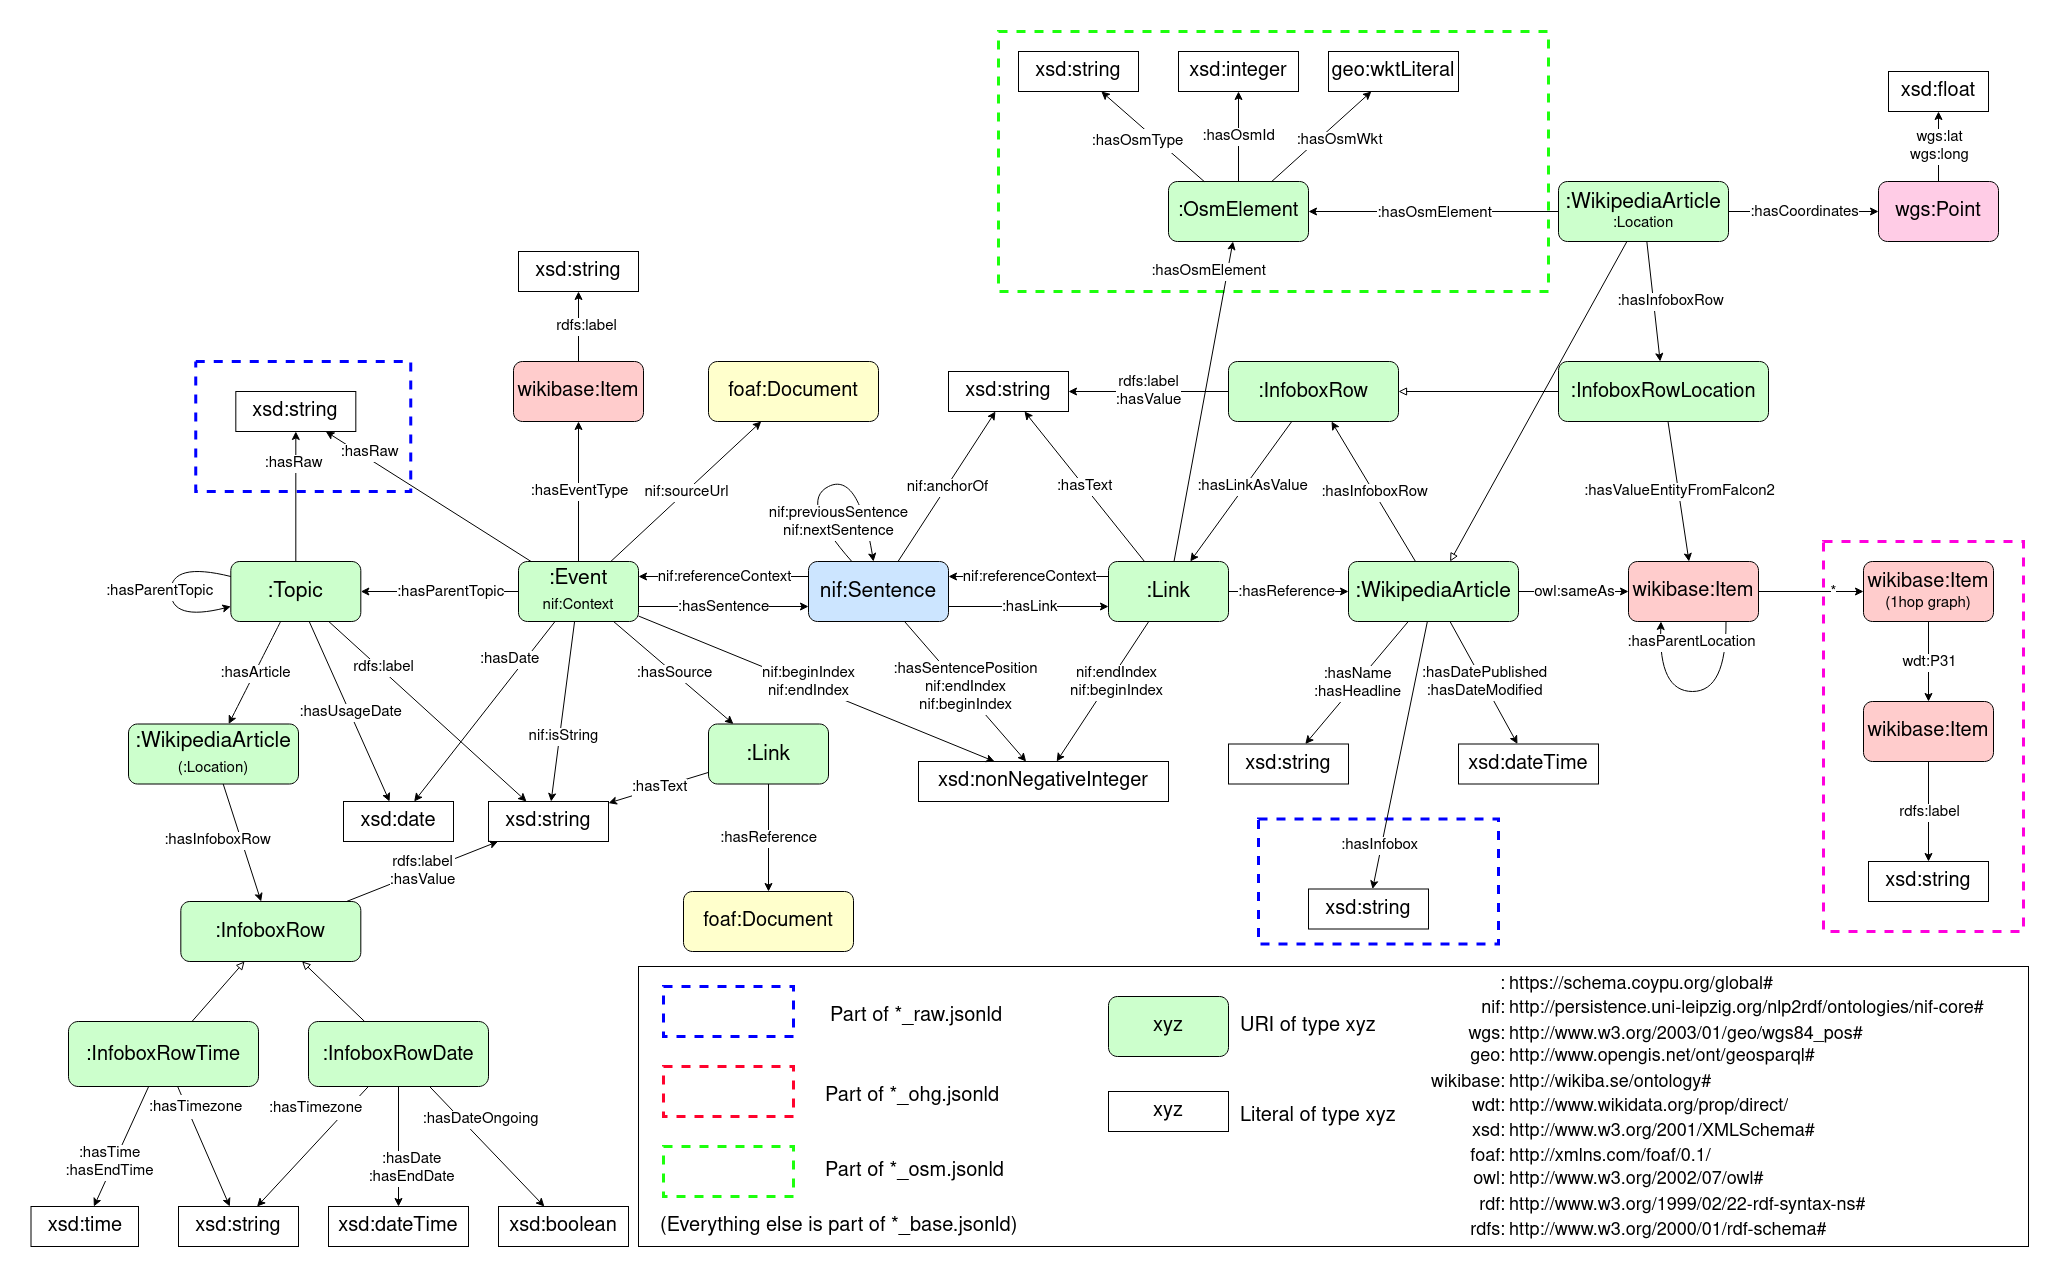 xsd:string
xsd:integer
geo:wktLiteral
xsd:float
:hasOsmType
:hasOsmId
:hasOsmWkt
wgs:lat
wgs:long
:OsmElement
:hasOsmElement
:WikipediaArticle
:Location
:hasCoordinates
wgs:Point
:hasOsmElement
xsd:string
:hasInfoboxRow
rdfs:label
wikibase:Item
foaf:Document
xsd:string
rdfs:label
:hasValue
:InfoboxRow
:InfoboxRowLocation
xsd:string
:hasRaw
:hasRaw
:hasEventType
nif:sourceUrl
nif:previousSentence
nif:nextSentence
nif:anchorOf
:hasText
:hasLinkAsValue
:hasInfoboxRow
:hasValueEntityFromFalcon2
:hasParentTopic
:Topic
:hasParentTopic
:Event
nif:Context
nif:referenceContext
:hasSentence
nif:Sentence
nif:referenceContext
:hasLink
:Link
:hasReference
:WikipediaArticle
owl:sameAs
wikibase:Item
*
wikibase:Item
(1hop graph)
:hasParentLocation
:hasArticle
rdfs:label
:hasDate
:hasSource
nif:beginIndex
nif:endIndex
:hasSentencePosition
nif:endIndex
nif:beginIndex
nif:endIndex
nif:beginIndex
:hasName
:hasHeadline
:hasDatePublished
:hasDateModified
wdt:P31
:hasUsageDate
nif:isString
:WikipediaArticle
(:Location)
:Link
wikibase:Item
:hasText
xsd:nonNegativeInteger
xsd:string
xsd:dateTime
xsd:date
xsd:string
rdfs:label
:hasInfoboxRow
:hasReference
:hasInfobox
rdfs:label
:hasValue
xsd:string
xsd:string
:InfoboxRow
foaf:Document
:InfoboxRowTime
:InfoboxRowDate
:hasTimezone
:hasTimezone
:hasDateOngoing
:hasTime
:hasEndTime
:hasDate
:hasEndDate
xsd:time
xsd:string
xsd:dateTime
xsd:boolean
Part of *_raw.jsonld
Part of *_ohg.jsonld
Part of *_osm.jsonld
(Everything else is part of *_base.jsonld)
xyz
URI of type xyz
xyz
Literal of type xyz
: https://schema.coypu.org/global#
nif: http://persistence.uni-leipzig.org/nlp2rdf/ontologies/nif-core#
wgs: http://www.w3.org/2003/01/geo/wgs84_pos#
geo: http://www.opengis.net/ont/geosparql#
wikibase: http://wikiba.se/ontology#
wdt: http://www.wikidata.org/prop/direct/
xsd: http://www.w3.org/2001/XMLSchema#
foaf: http://xmlns.com/foaf/0.1/
owl: http://www.w3.org/2002/07/owl#
rdf: http://www.w3.org/1999/02/22-rdf-syntax-ns#
rdfs: http://www.w3.org/2000/01/rdf-schema#